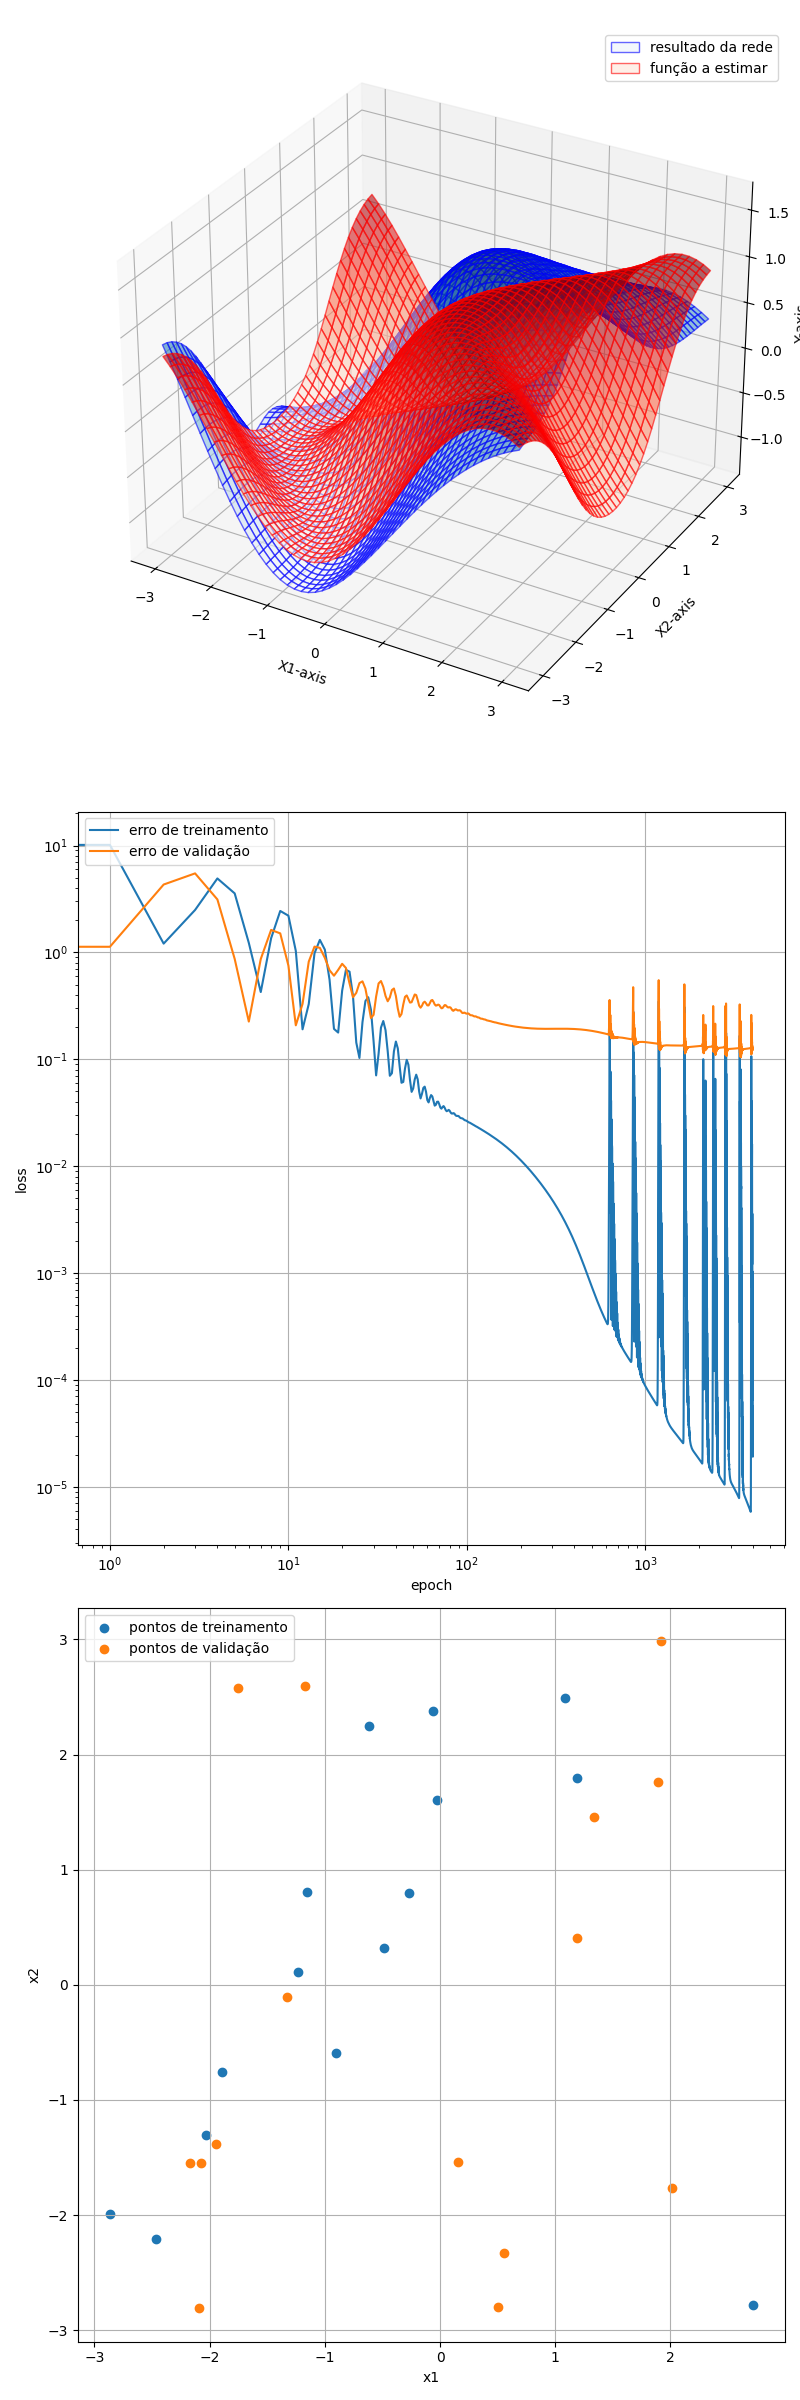 resultado da rede
função a estimar
1.5
1.0
0.5
0.0
−0.5
−1.0
−3
−2
−1
0
1
2
3
X1-axis
−3
−2
−1
0
1
2
3
X2-axis
erro de treinamento
erro de validação
10¹
10⁰
10⁻¹
10⁻²
10⁻³
10⁻⁴
10⁻⁵
loss
10⁰ 10¹ 10² 10³
epoch
pontos de treinamento
pontos de validação
3
2
1
0
−1
−2
−3
x2
−3 −2 −1 0 1 2
x1